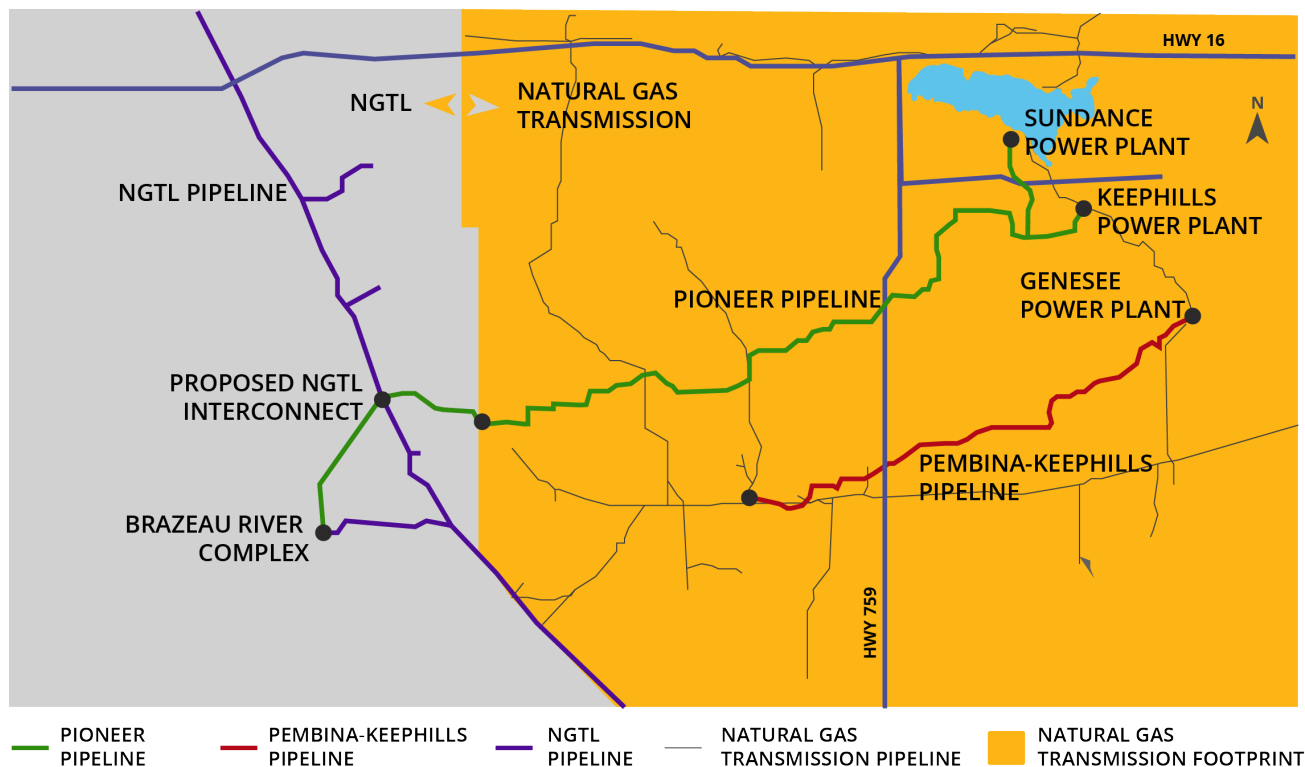 HWY 16
NGTL
NATURAL GAS
TRANSMISSION
N
SUNDANCE
POWER PLANT
NGTL PIPELINE
KEEPHILLS
POWER PLANT
GENESEE
POWER PLANT
PIONEER PIPELINE
PROPOSED NGTL
INTERCONNECT
PEMBINA-KEEPHILLS
PIPELINE
BRAZEAU RIVER
COMPLEX
HWY 759
PIONEER
PIPELINE
PEMBINA-KEEPHILLS
PIPELINE
NGTL
PIPELINE
NATURAL GAS
TRANSMISSION PIPELINE
NATURAL GAS
TRANSMISSION FOOTPRINT